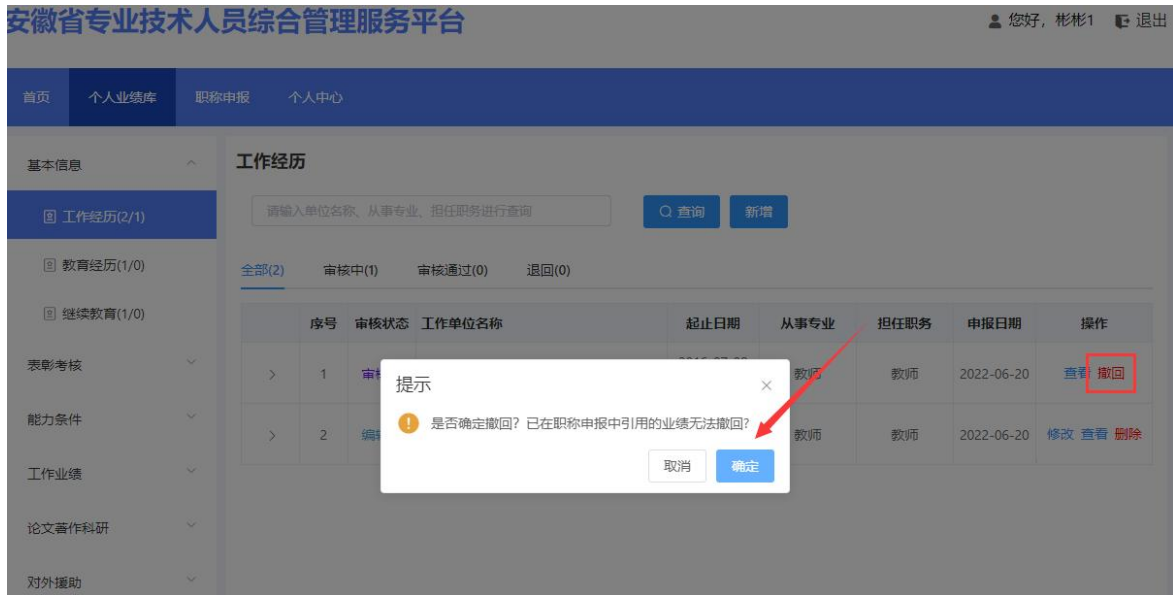 安徽省专业技术人员综合管理服务平台
您好，彬彬1 退出
首页 个人业绩库 职称申报 个人中心
基本信息
工作经历(2/1)
教育经历(1/0)
继续教育(1/0)
表彰考核
能力条件
工作业绩
论文著作科研
对外援助
工作经历
请输入单位名称、从事专业、担任职务进行查询 查询 新增
全部(2) 审核中(1) 审核通过(0) 退回(0)
序号 审核状态 工作单位名称 起止日期 从事专业 担任职务 申报日期 操作
1 审 教师 教师 2022-06-20 查看 撤回
2 编 教师 教师 2022-06-20 修改 查看 删除
提示
是否确定撤回？已在职称申报中引用的业绩无法撤回？
取消 确定